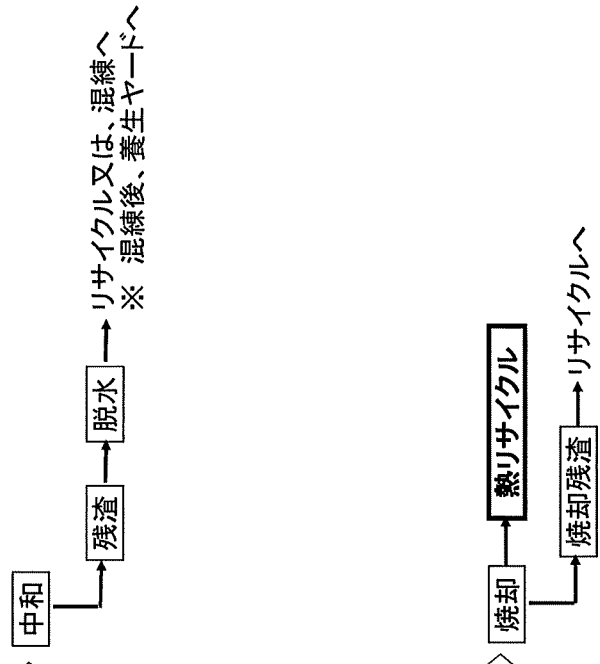 中和
残渣
脱水
リサイクル又は、混練へ
※ 混練後、養生ヤードへ
焼却
熱リサイクル
焼却残渣
リサイクルへ